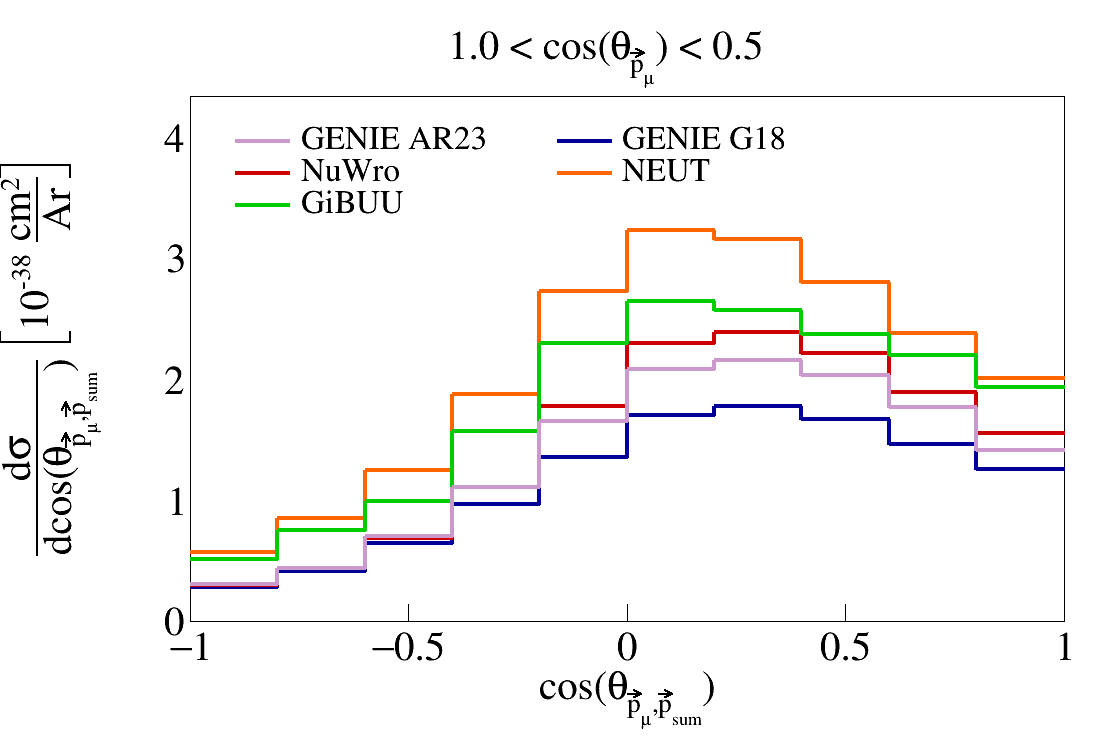 1.0 < cos(θ_{p⃗_μ}) < 0.5
GENIE AR23
GENIE G18
NuWro
NEUT
GiBUU
dσ/dcos(θ_{p⃗_μ,p⃗_sum}) [10^{-38} cm^2/Ar]
4
3
2
1
0
−1 −0.5 0 0.5 1
cos(θ_{p⃗_μ,p⃗_sum})